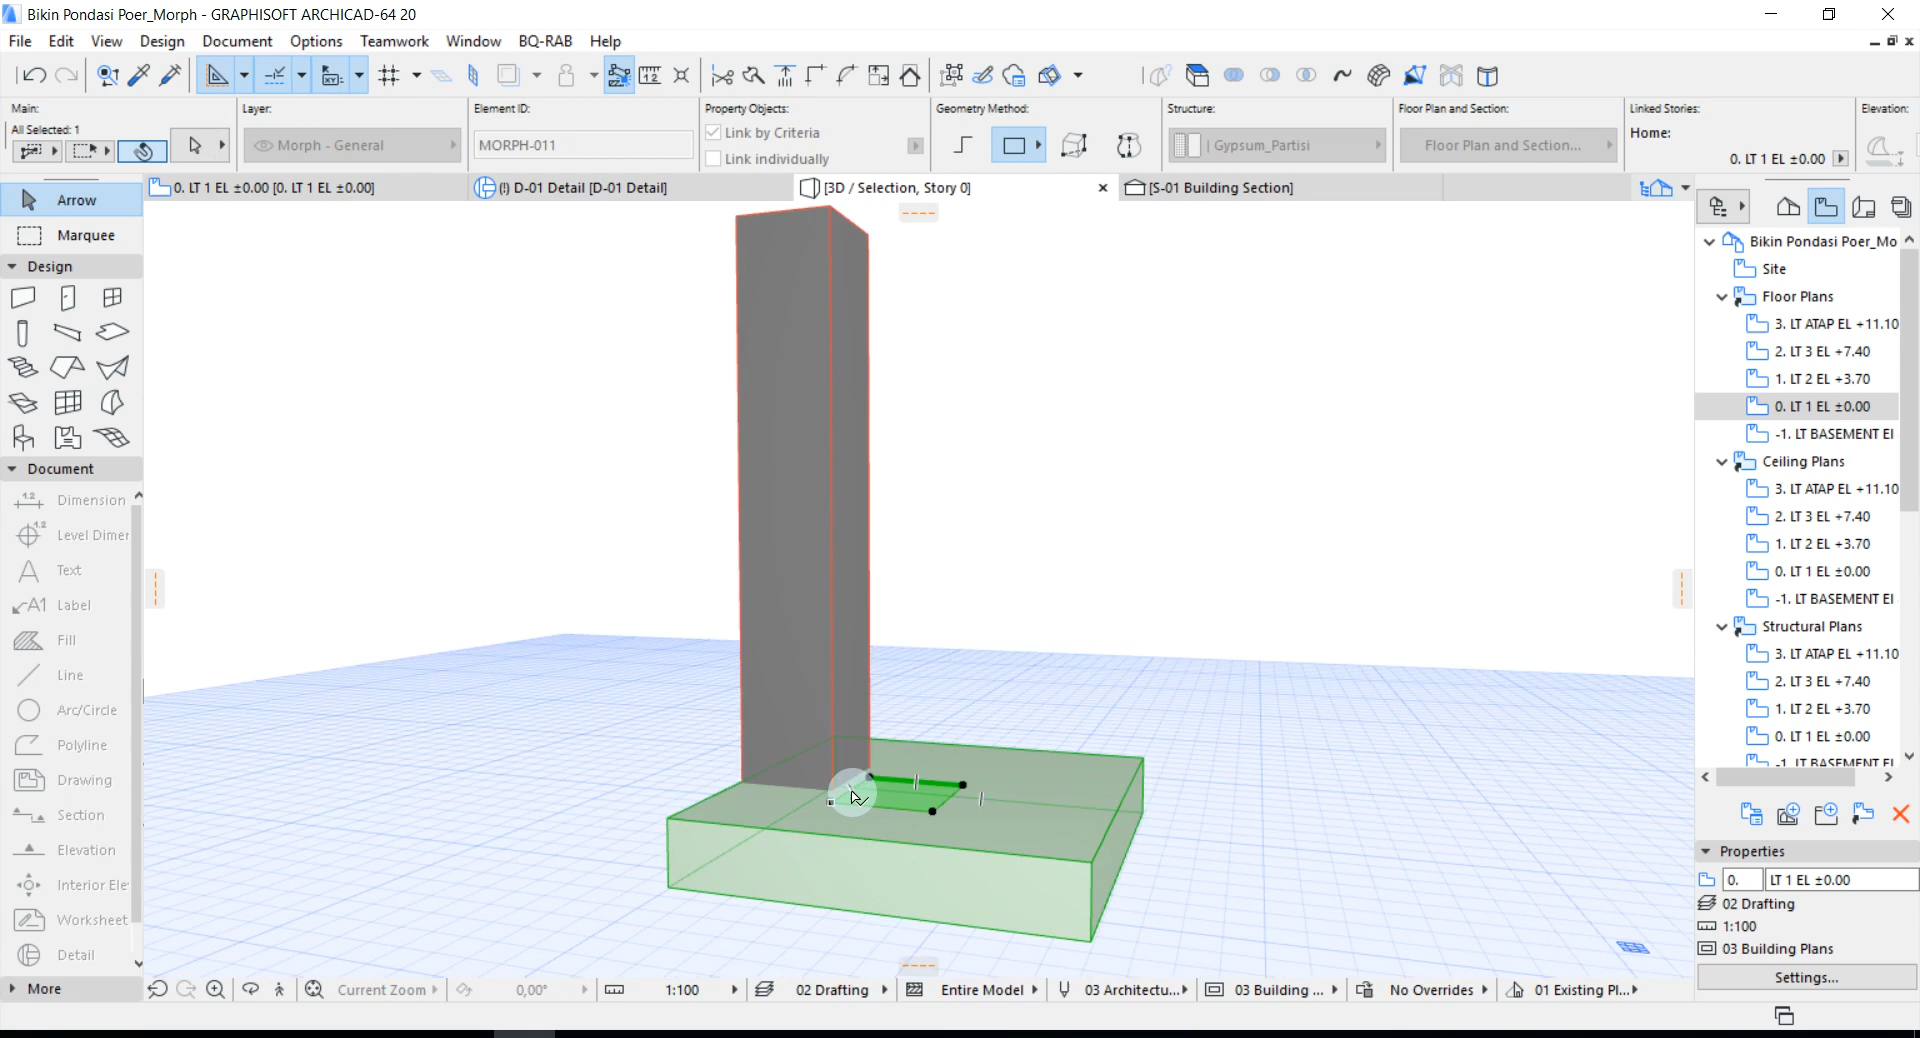 Bikin Pondasi Poer_Morph - GRAPHISOFT ARCHICAD-64 20
File Edit View Design Document Options Teamwork Window BQ-RAB Help
Main: Layer: Element ID: Property Objects: Geometry Method: Structure: Floor Plan and Section: Linked Stories: Elevation:
All Selected: 1
Morph - General
MORPH-011
Link by Criteria
Link individually
| Gypsum_Partisi
Floor Plan and Section...
Home:
0. LT 1 EL ±0.00
Arrow
0. LT 1 EL ±0.00 [0. LT 1 EL ±0.00]
(!) D-01 Detail [D-01 Detail]
[3D / Selection, Story 0]
[S-01 Building Section]
Marquee
Design
Document
Dimension
Level Dimer
Text
A1 Label
Fill
Line
Arc/Circle
Polyline
Drawing
Section
Elevation
Interior Ele
Worksheet
Detail
More
Bikin Pondasi Poer_Mo
Site
Floor Plans
3. LT ATAP EL +11.10
2. LT 3 EL +7.40
1. LT 2 EL +3.70
0. LT 1 EL ±0.00
-1. LT BASEMENT El
Ceiling Plans
3. LT ATAP EL +11.10
2. LT 3 EL +7.40
1. LT 2 EL +3.70
0. LT 1 EL ±0.00
-1. LT BASEMENT El
Structural Plans
3. LT ATAP EL +11.10
2. LT 3 EL +7.40
1. LT 2 EL +3.70
0. LT 1 EL ±0.00
-1. LT BASEMENT El
Properties
0. LT 1 EL ±0.00
02 Drafting
1:100
03 Building Plans
Settings...
Current Zoom 0,00° 1:100 02 Drafting Entire Model 03 Architectu... 03 Building ... No Overrides 01 Existing Pl...